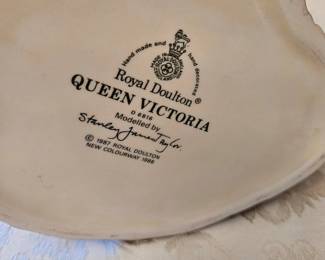 Hand made and hand decorated
Royal Doulton®
QUEEN VICTORIA
D 6816
Modelled by
Stanley James Taylor
© 1987 ROYAL DOULTON
NEW COLOURWAY 1988